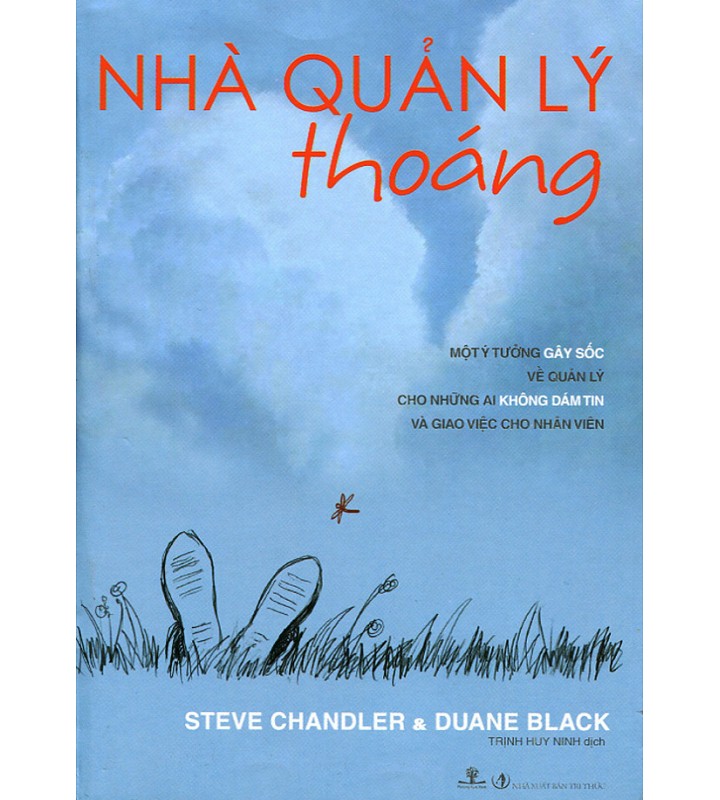 NHÀ QUẢN LÝ
thoáng
MỘT Ý TƯỞNG GÂY SỐC
VỀ QUẢN LÝ
CHO NHỮNG AI KHÔNG DÁM TIN
VÀ GIAO VIỆC CHO NHÂN VIÊN
STEVE CHANDLER & DUANE BLACK
TRỊNH HUY NINH dịch
NHÀ XUẤT BẢN TRI THỨC